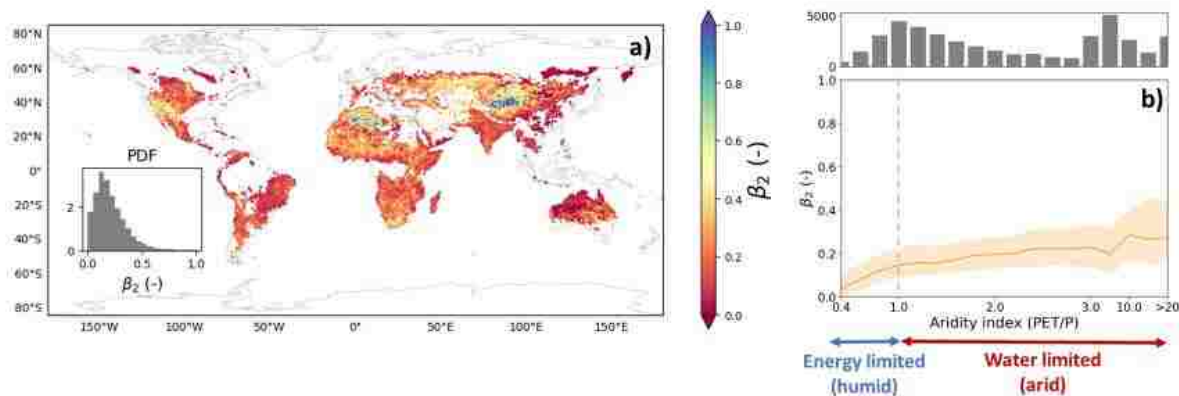 80°N
60°N
40°N
20°N
0°
20°S
40°S
60°S
80°S
150°W
100°W
50°W
0°
50°E
100°E
150°E
a)
PDF
2
0
0.0
0.5
1.0
β₂ (-)
1.0
0.8
0.6
0.4
0.2
0.0
β₂ (-)
5000
0
b)
1.0
0.8
0.6
0.4
0.2
0.0
β₂ (-)
0.4
1.0
2.0
3.0
10.0
>20
Aridity index (PET/P)
Energy limited
(humid)
Water limited
(arid)